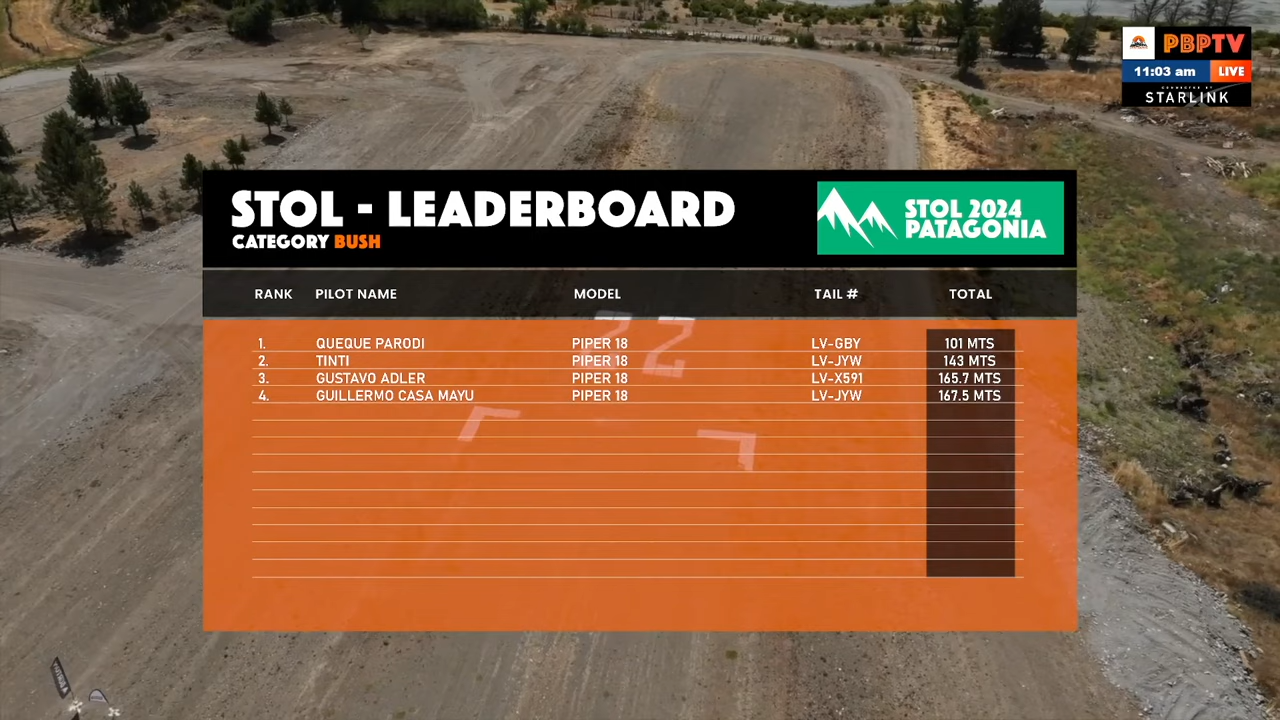 PBPTV
11:03 am LIVE
CONNECTED BY
STARLINK
STOL - LEADERBOARD
CATEGORY BUSH
STOL 2024
PATAGONIA
RANK PILOT NAME MODEL TAIL # TOTAL
1. QUEQUE PARODI PIPER 18 LV-GBY 101 MTS
2. TINTI PIPER 18 LV-JYW 143 MTS
3. GUSTAVO ADLER PIPER 18 LV-X591 165.7 MTS
4. GUILLERMO CASA MAYU PIPER 18 LV-JYW 167.5 MTS
22